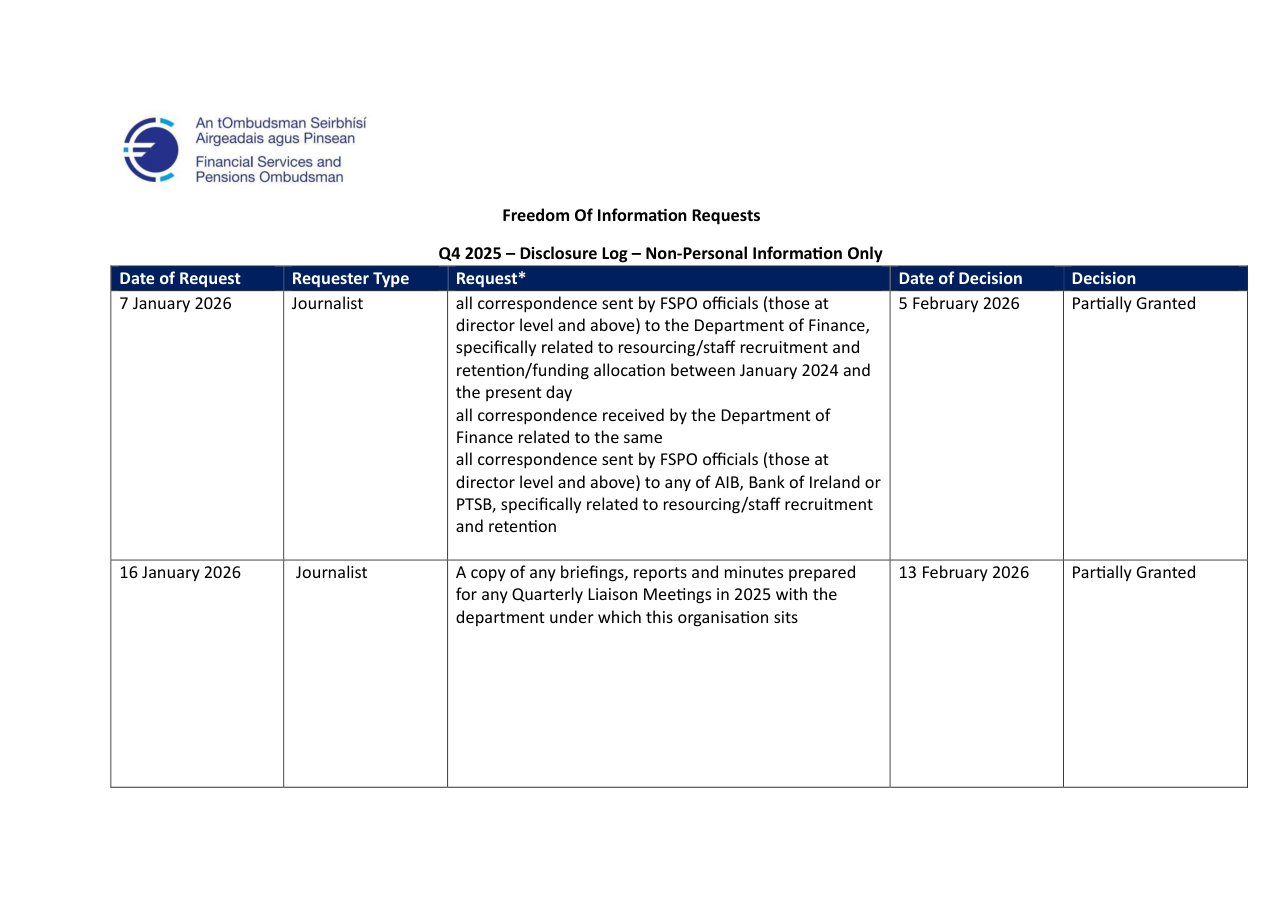 An tOmbudsman Seirbhísí
Airgeadais agus Pinsean
Financial Services and
Pensions Ombudsman
Freedom Of Information Requests
Q4 2025 – Disclosure Log – Non-Personal Information Only
Date of Request Requester Type Request* Date of Decision Decision
7 January 2026 Journalist all correspondence sent by FSPO officials (those at 5 February 2026 Partially Granted
director level and above) to the Department of Finance,
specifically related to resourcing/staff recruitment and
retention/funding allocation between January 2024 and
the present day
all correspondence received by the Department of
Finance related to the same
all correspondence sent by FSPO officials (those at
director level and above) to any of AIB, Bank of Ireland or
PTSB, specifically related to resourcing/staff recruitment
and retention
16 January 2026 Journalist A copy of any briefings, reports and minutes prepared 13 February 2026 Partially Granted
for any Quarterly Liaison Meetings in 2025 with the
department under which this organisation sits